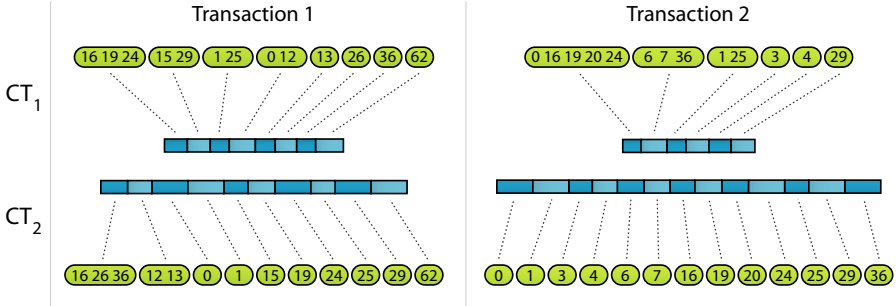 Transaction 1 Transaction 2
16 19 24 15 29 1 25 0 12 13 26 36 62 0 16 19 20 24 6 7 36 1 25 3 4 29
CT1
CT2
16 26 36 12 13 0 1 15 19 24 25 29 62 0 1 3 4 6 7 16 19 20 24 25 29 36